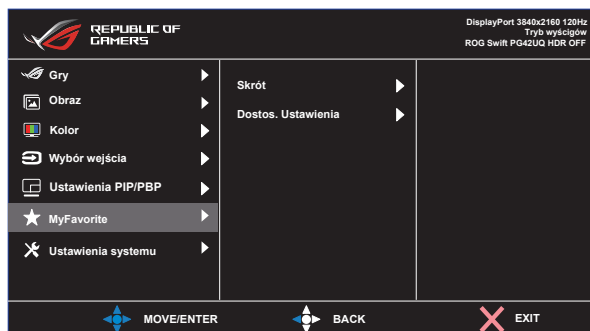 REPUBLIC OF
GAMERS
DisplayPort 3840x2160 120Hz
Tryb wyścigów
ROG Swift PG42UQ HDR OFF
Gry
Obraz
Kolor
Wybór wejścia
Ustawienia PIP/PBP
MyFavorite
Ustawienia systemu
Skrót
Dostos. Ustawienia
MOVE/ENTER
BACK
EXIT